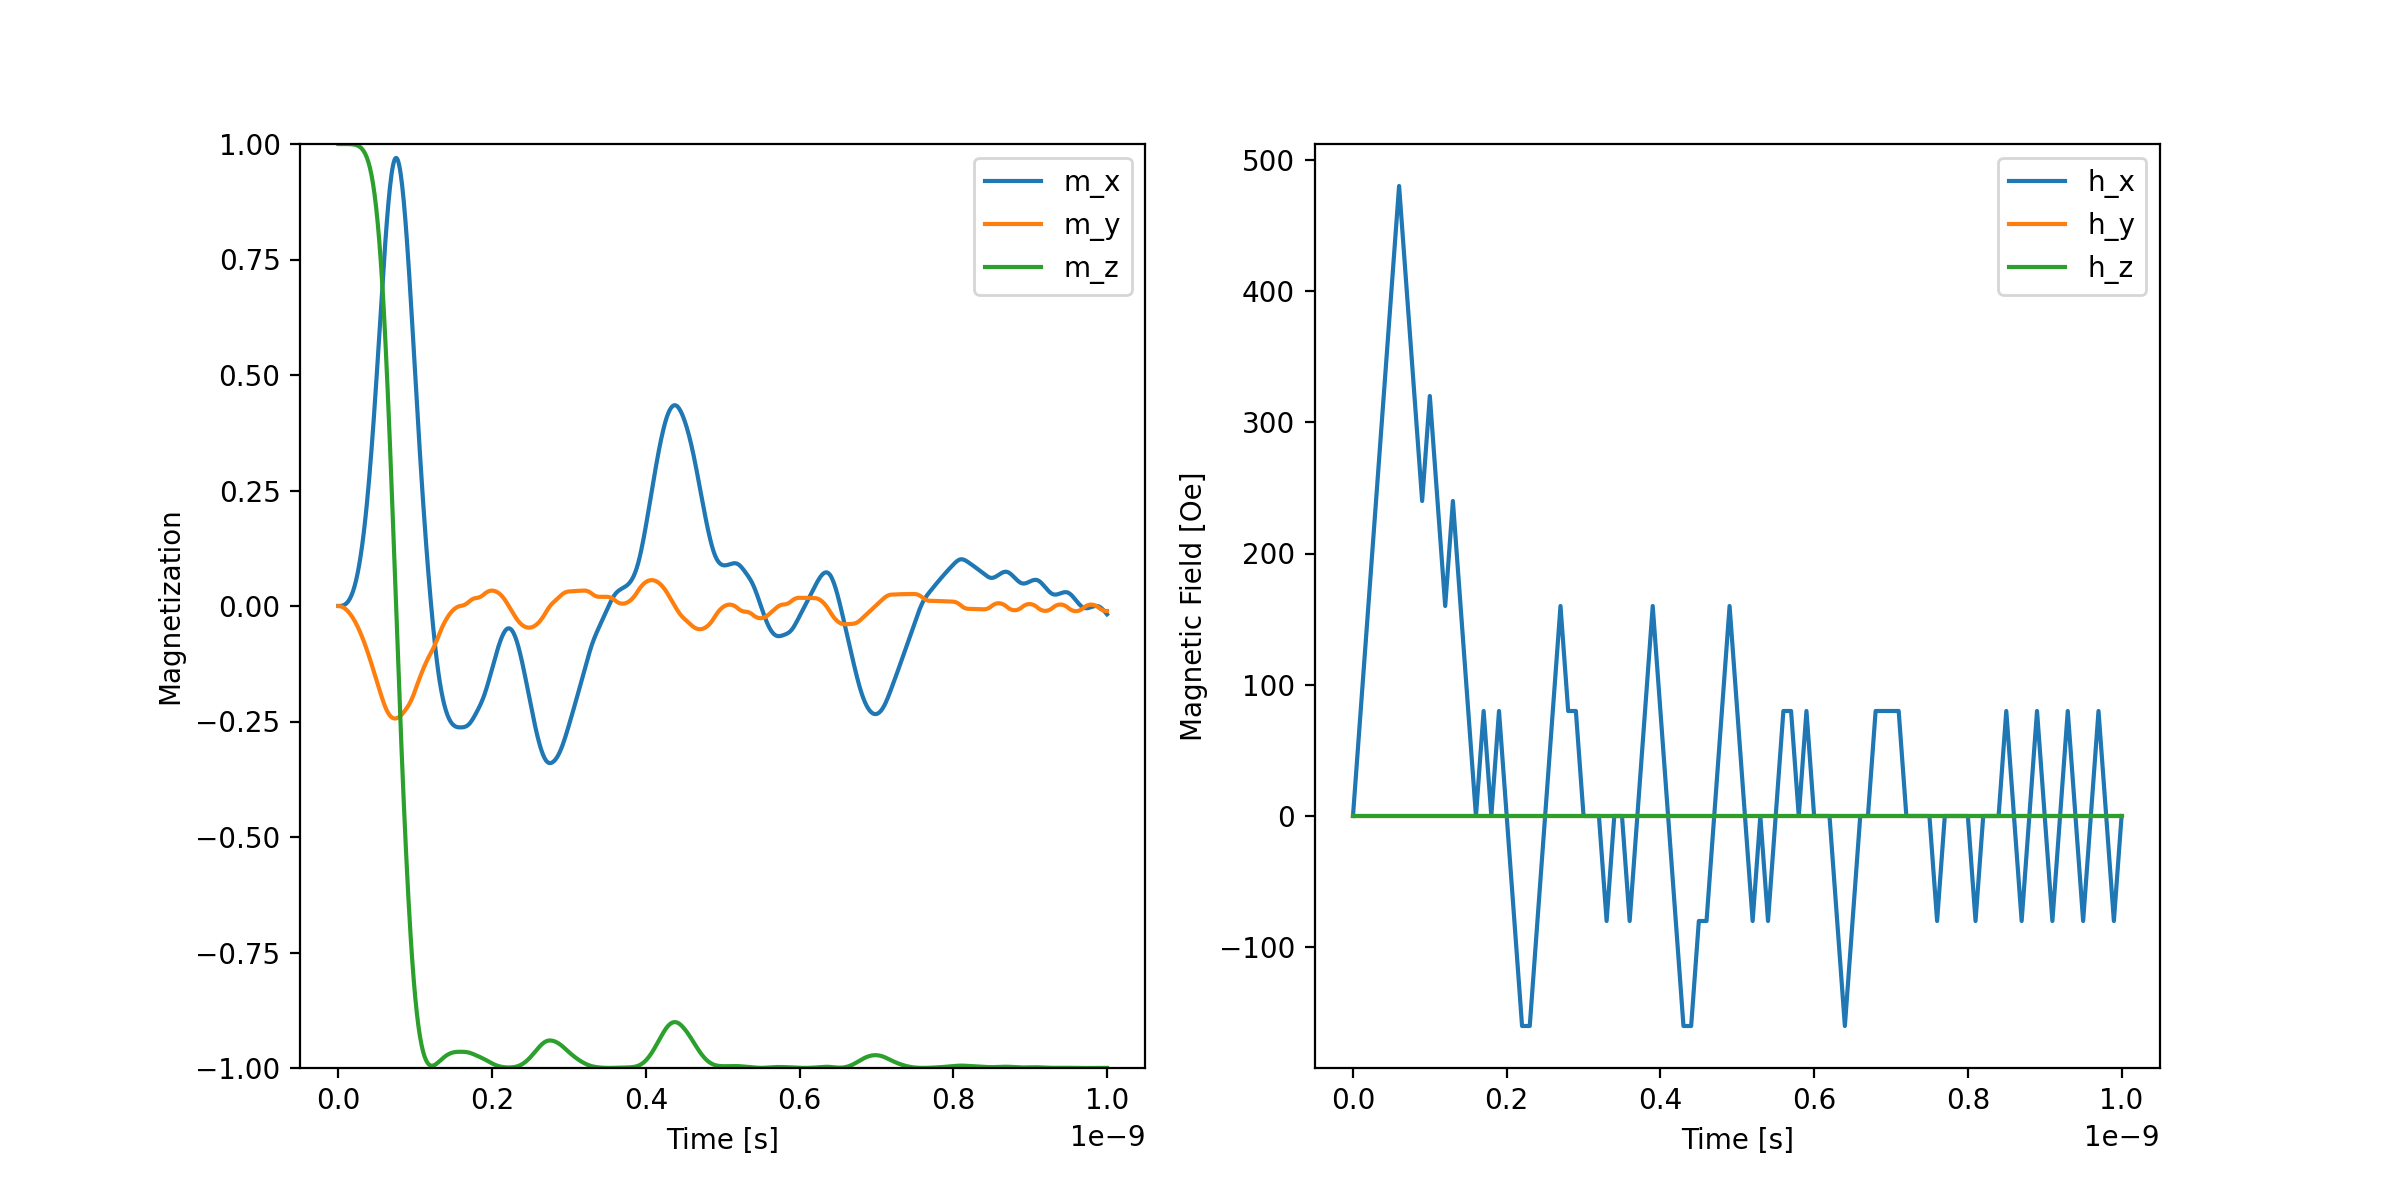 1.00
0.75
0.50
0.25
0.00
−0.25
−0.50
−0.75
−1.00
Magnetization
0.0 0.2 0.4 0.6 0.8 1.0
Time [s]
1e−9
m_x
m_y
m_z
500
400
300
200
100
0
−100
Magnetic Field [Oe]
0.0 0.2 0.4 0.6 0.8 1.0
Time [s]
1e−9
h_x
h_y
h_z